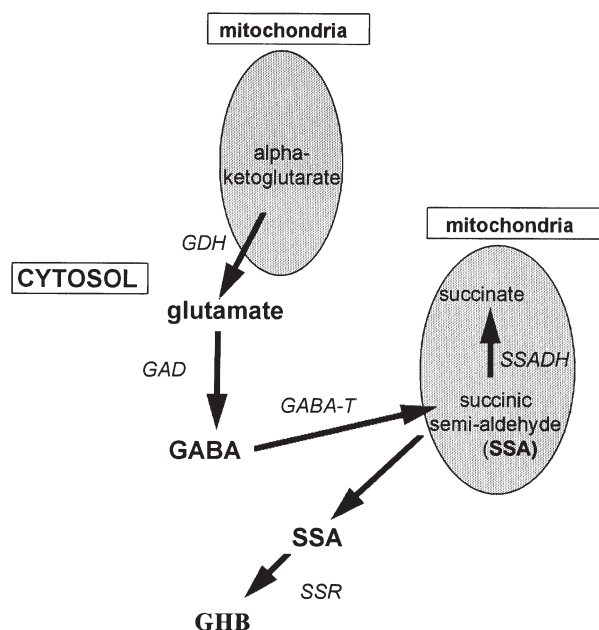 mitochondria
alpha-
ketoglutarate
mitochondria
GDH
CYTOSOL
glutamate
succinate
GAD
SSADH
GABA-T
succinic
semi-aldehyde
(SSA)
GABA
SSA
SSR
GHB